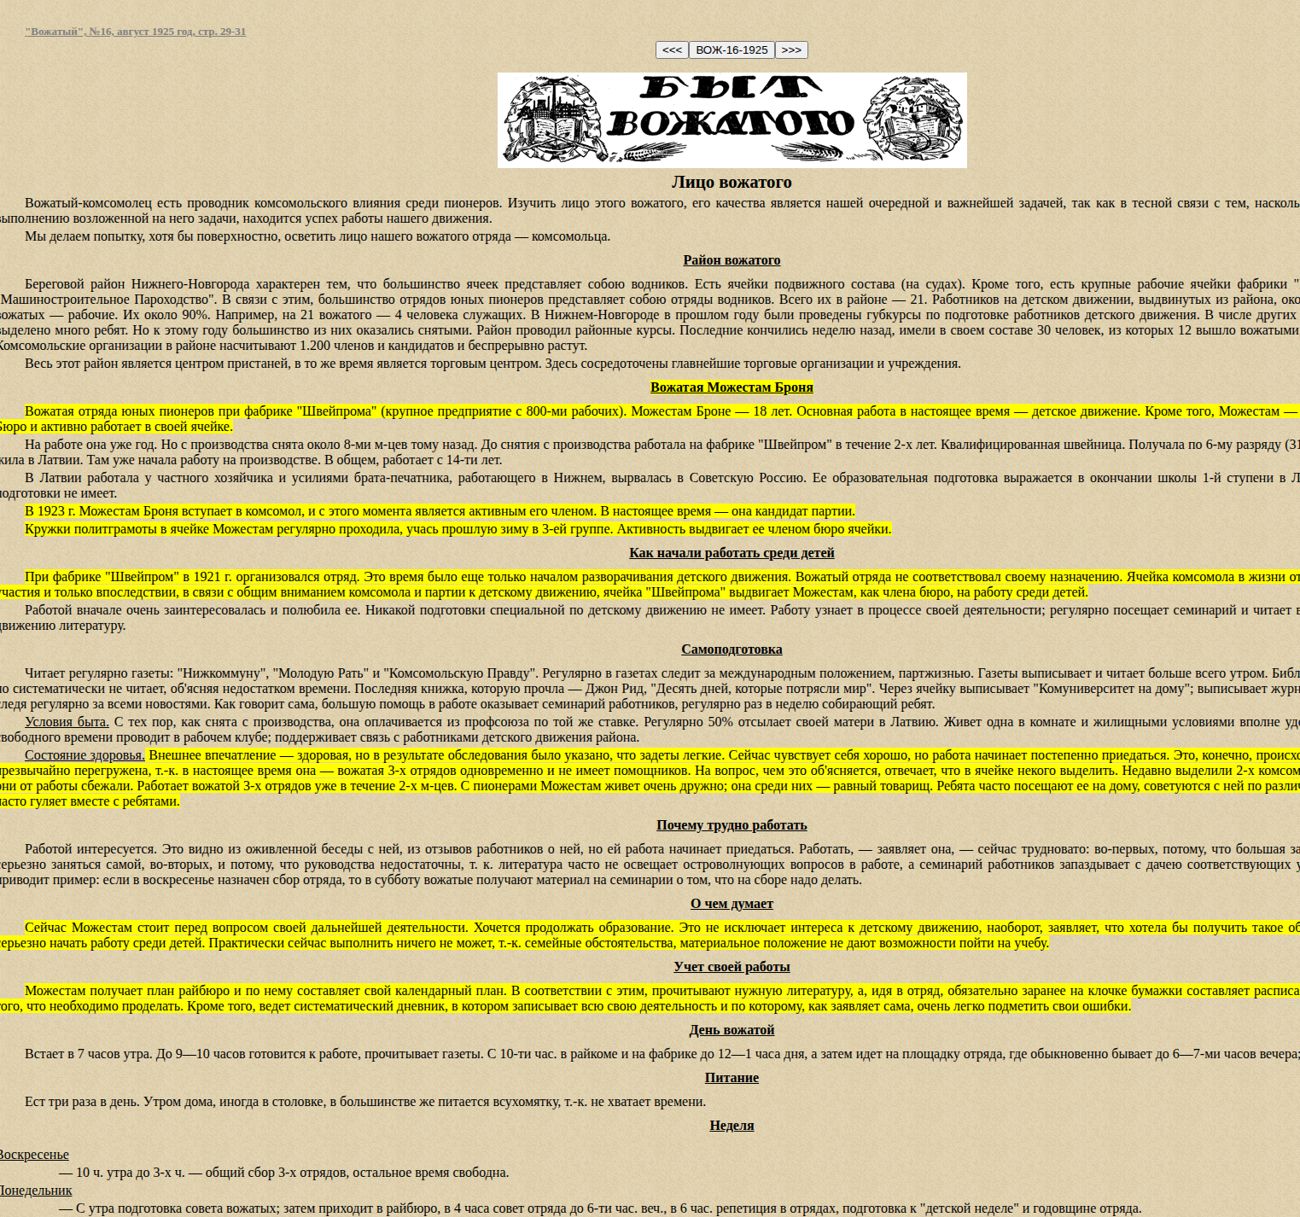 "Вожатый", №16, август 1925 год, стр. 29-31
<<< ВОЖ-16-1925 >>>
БЫТ
ВОЖАТОГО
Лицо вожатого
Вожатый-комсомолец есть проводник комсомольского влияния среди пионеров. Изучить лицо этого вожатого, его качества является нашей очередной и важнейшей задачей, так как в тесной связи с тем,
выполнению возложенной на него задачи, находится успех работы нашего движения.
Мы делаем попытку, хотя бы поверхностно, осветить лицо нашего вожатого отряда — комсомольца.
Район вожатого
Береговой район Нижнего-Новгорода характерен тем, что большинство ячеек представляет собою водников. Есть ячейки подвижного состава (на судах). Кроме того, есть крупные рабочие ячейки фабрики "
Машиностроительное Пароходство". В связи с этим, большинство отрядов юных пионеров представляет собою отряды водников. Всего их в районе — 21. Работников на детском движении, выдвинутых из района,
вожатых — рабочие. Их около 90%. Например, на 21 вожатого — 4 человека служащих. В Нижнем-Новгороде в прошлом году были проведены губкурсы по подготовке работников детского движения. В числе других
выделено много ребят. Но к этому году большинство из них оказались снятыми. Район проводил районные курсы. Последние кончились неделю назад, имели в своем составе 30 человек, из которых 12 вышло вожатыми
Комсомольские организации в районе насчитывают 1.200 членов и кандидатов и беспрерывно растут.
Весь этот район является центром пристаней, в то же время является торговым центром. Здесь сосредоточены главнейшие торговые организации и учреждения.
Вожатая Можестам Броня
Вожатая отряда юных пионеров при фабрике "Швейпрома" (крупное предприятие с 800-ми рабочих). Можестам Броне — 18 лет. Основная работа в настоящее время — детское движение. Кроме того, Можестам —
Бюро и активно работает в своей ячейке.
На работе она уже год. Но с производства снята около 8-ми м-цев тому назад. До снятия с производства работала на фабрике "Швейпром" в течение 2-х лет. Квалифицированная швейница. Получала по 6-му разряду (31
жила в Латвии. Там уже начала работу на производстве. В общем, работает с 14-ти лет.
В Латвии работала у частного хозяйчика и усилиями брата-печатника, работающего в Нижнем, вырвалась в Советскую Россию. Ее образовательная подготовка выражается в окончании школы 1-й ступени в
подготовки не имеет.
В 1923 г. Можестам Броня вступает в комсомол, и с этого момента является активным его членом. В настоящее время — она кандидат партии.
Кружки политграмоты в ячейке Можестам регулярно проходила, учась прошлую зиму в 3-ей группе. Активность выдвигает ее членом бюро ячейки.
Как начали работать среди детей
При фабрике "Швейпром" в 1921 г. организовался отряд. Это время было еще только началом разворачивания детского движения. Вожатый отряда не соответствовал своему назначению. Ячейка комсомола в жизни
участия и только впоследствии, в связи с общим вниманием комсомола и партии к детскому движению, ячейка "Швейпрома" выдвигает Можестам, как члена бюро, на работу среди детей.
Работой вначале очень заинтересовалась и полюбила ее. Никакой подготовки специальной по детскому движению не имеет. Работу узнает в процессе своей деятельности; регулярно посещает семинарий и читает
движению литературу.
Самоподготовка
Читает регулярно газеты: "Нижкоммуну", "Молодую Рать" и "Комсомольскую Правду". Регулярно в газетах следит за международным положением, партжизнью. Газеты выписывает и читает больше всего утром.
но систематически не читает, об'ясняя недостатком времени. Последняя книжка, которую прочла — Джон Рид, "Десять дней, которые потрясли мир". Через ячейку выписывает "Комуниверситет на дому"; выписывает
следя регулярно за всеми новостями. Как говорит сама, большую помощь в работе оказывает семинарий работников, регулярно раз в неделю собирающий ребят.
Условия быта. С тех пор, как снята с производства, она оплачивается из профсоюза по той же ставке. Регулярно 50% отсылает своей матери в Латвию. Живет одна в комнате и жилищными условиями вполне
свободного времени проводит в рабочем клубе; поддерживает связь с работниками детского движения района.
Состояние здоровья. Внешнее впечатление — здоровая, но в результате обследования было указано, что задеты легкие. Сейчас чувствует себя хорошо, но работа начинает постепенно приедаться. Это, конечно,
чрезвычайно перегружена, т.-к. в настоящее время она — вожатая 3-х отрядов одновременно и не имеет помощников. На вопрос, чем это об'ясняется, отвечает, что в ячейке некого выделить. Недавно выделили 2-х
они от работы сбежали. Работает вожатой 3-х отрядов уже в течение 2-х м-цев. С пионерами Можестам живет очень дружно; она среди них — равный товарищ. Ребята часто посещают ее на дому, советуются с ней по
часто гуляет вместе с ребятами.
Почему трудно работать
Работой интересуется. Это видно из оживленной беседы с ней, из отзывов работников о ней, но ей работа начинает приедаться. Работать, — заявляет она, — сейчас трудновато: во-первых, потому, что большая
серьезно заняться самой, во-вторых, и потому, что руководства недостаточны, т. к. литература часто не освещает островолнующих вопросов в работе, а семинарий работников запаздывает с дачею соответствующих
приводит пример: если в воскресенье назначен сбор отряда, то в субботу вожатые получают материал на семинарии о том, что на сборе надо делать.
О чем думает
Сейчас Можестам стоит перед вопросом своей дальнейшей деятельности. Хочется продолжать образование. Это не исключает интереса к детскому движению, наоборот, заявляет, что хотела бы получить такое
серьезно начать работу среди детей. Практически сейчас выполнить ничего не может, т.-к. семейные обстоятельства, материальное положение не дают возможности пойти на учебу.
Учет своей работы
Можестам получает план райбюро и по нему составляет свой календарный план. В соответствии с этим, прочитывают нужную литературу, а, идя в отряд, обязательно заранее на клочке бумажки составляет
того, что необходимо проделать. Кроме того, ведет систематический дневник, в котором записывает всю свою деятельность и по которому, как заявляет сама, очень легко подметить свои ошибки.
День вожатой
Встает в 7 часов утра. До 9—10 часов готовится к работе, прочитывает газеты. С 10-ти час. в райкоме и на фабрике до 12—1 часа дня, а затем идет на площадку отряда, где обыкновенно бывает до 6—7-ми часов вечера;
Питание
Ест три раза в день. Утром дома, иногда в столовке, в большинстве же питается всухомятку, т.-к. не хватает времени.
Неделя
Воскресенье
— 10 ч. утра до 3-х ч. — общий сбор 3-х отрядов, остальное время свободна.
Понедельник
— С утра подготовка совета вожатых; затем приходит в райбюро, в 4 часа совет отряда до 6-ти час. веч., в 6 час. репетиция в отрядах, подготовка к "детской неделе" и годовщине отряда.